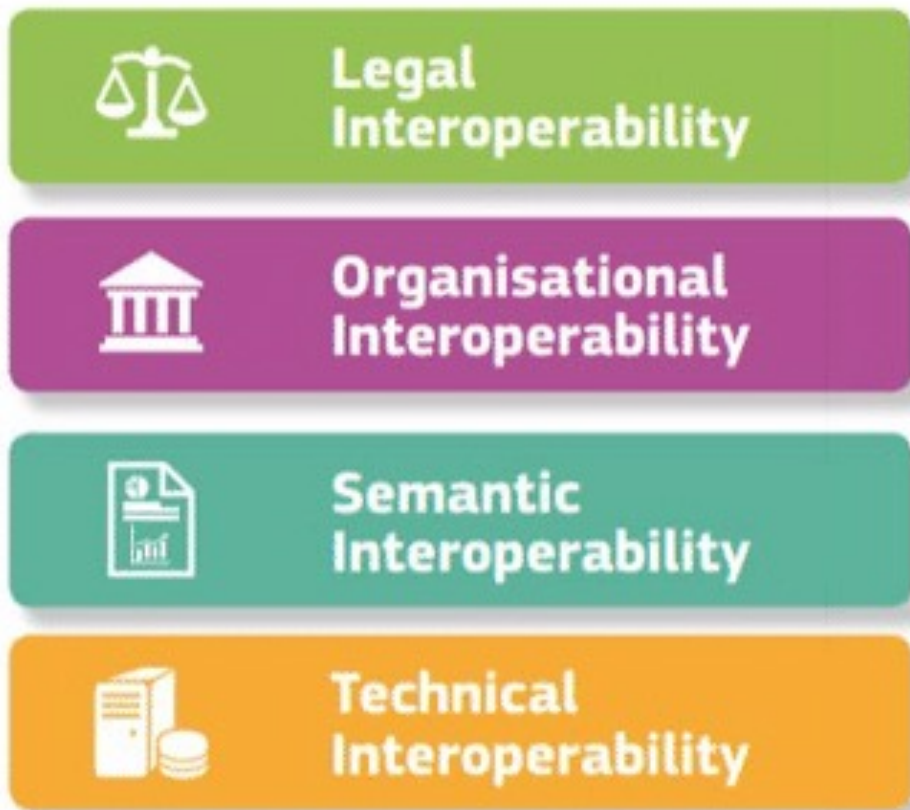 Legal
Interoperability
Organisational
Interoperability
Semantic
Interoperability
Technical
Interoperability